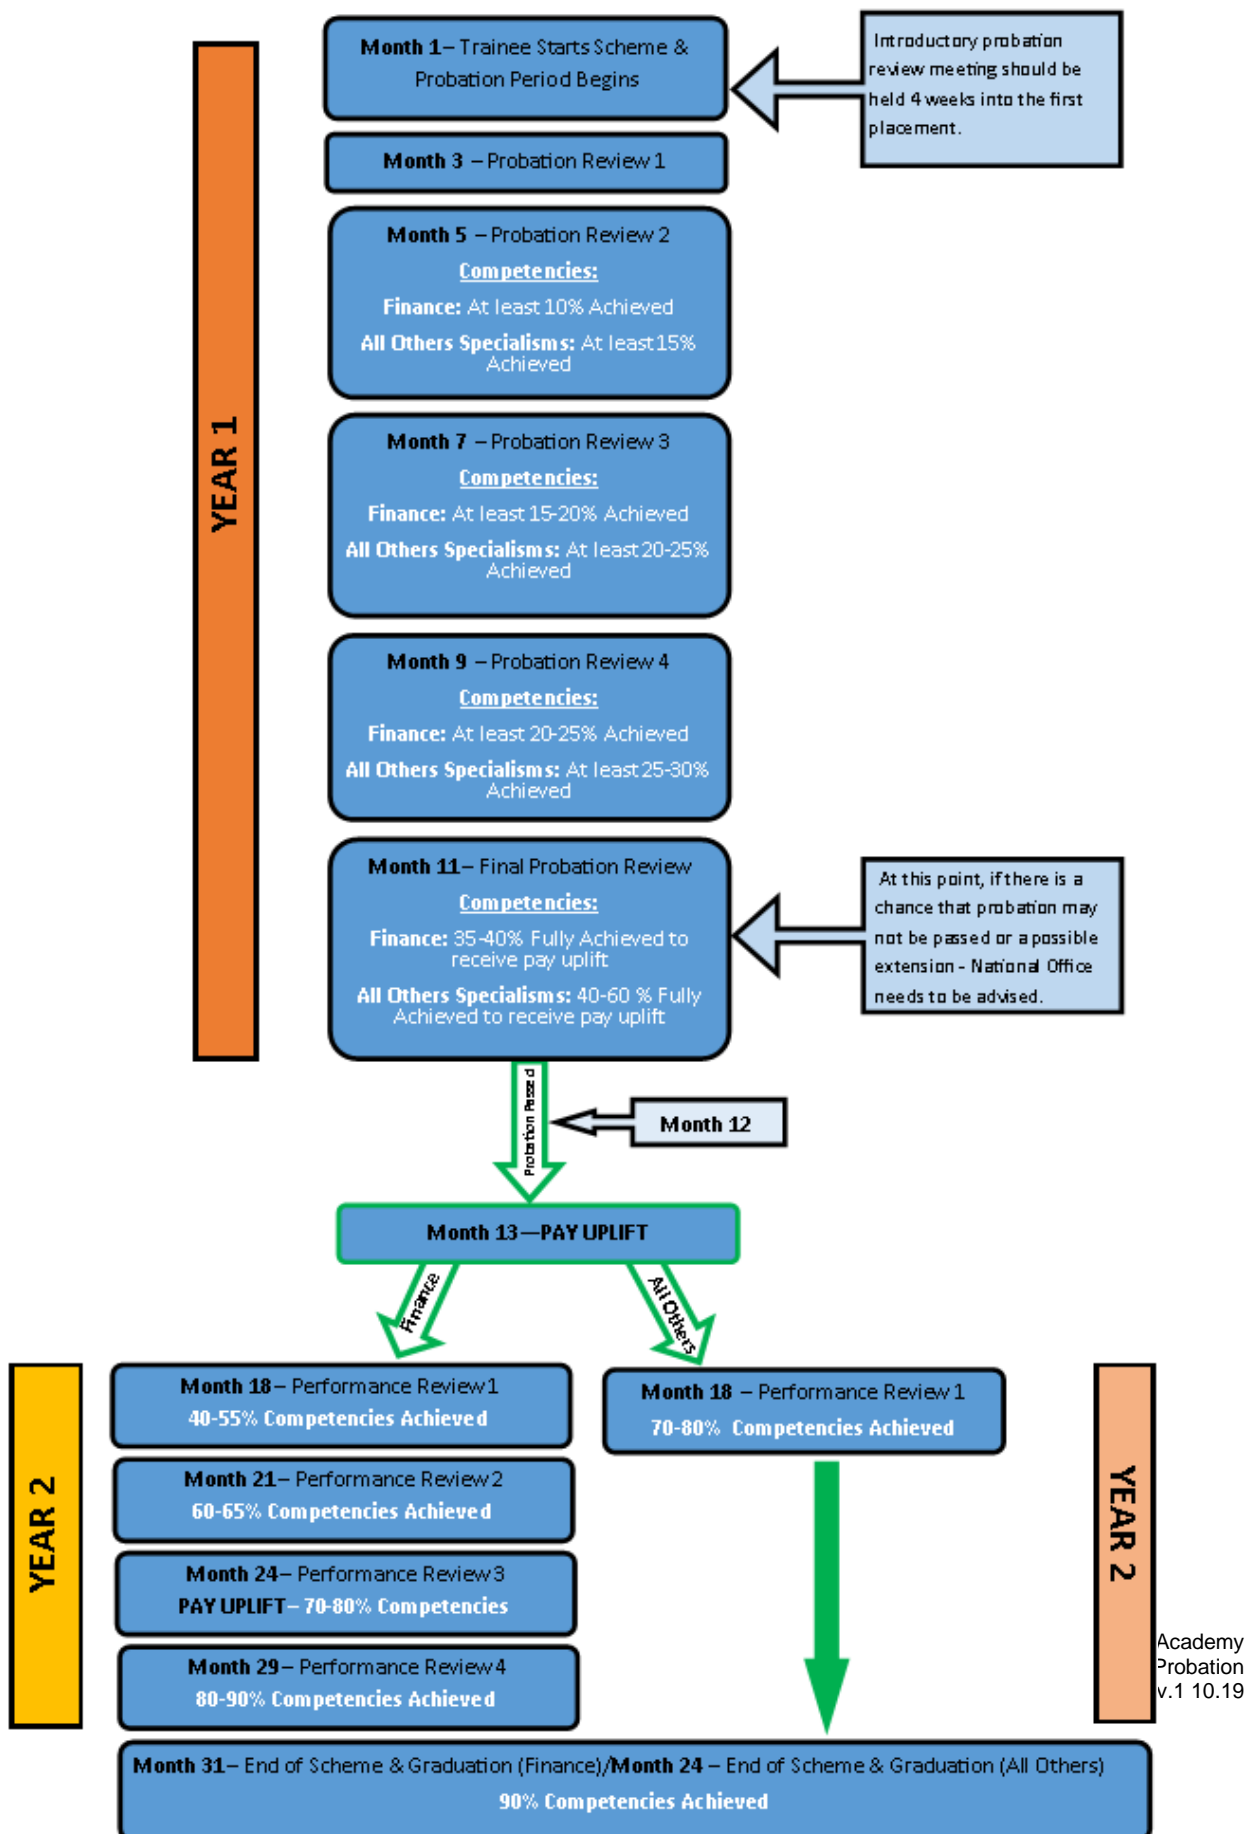 Month 1– Trainee Starts Scheme &
Probation Period Begins
Introductory probation
review meeting should be
held 4 weeks into the first
placement.
Month 3 – Probation Review 1
Month 5 – Probation Review 2
Competencies:
Finance: At least 10% Achieved
All Others Specialisms: At least 15%
Achieved
YEAR 1
Month 7 – Probation Review 3
Competencies:
Finance: At least 15-20% Achieved
All Others Specialisms: At least 20-25%
Achieved
Month 9 – Probation Review 4
Competencies:
Finance: At least 20-25% Achieved
All Others Specialisms: At least 25-30%
Achieved
Month 11– Final Probation Review
Competencies:
Finance: 35-40% Fully Achieved to
receive pay uplift
All Others Specialisms: 40-60 % Fully
Achieved to receive pay uplift
At this point, if there is a
chance that probation may
not be passed or a possible
extension - National Office
needs to be advised.
Probation Passed
Month 12
Month 13—PAY UPLIFT
Finance
All Others
YEAR 2
Month 18– Performance Review 1
40-55% Competencies Achieved
Month 21– Performance Review 2
60-65% Competencies Achieved
Month 24– Performance Review 3
PAY UPLIFT– 70-80% Competencies
Month 29– Performance Review 4
80-90% Competencies Achieved
Month 18 – Performance Review 1
70-80% Competencies Achieved
YEAR 2
Academy
Probation
v.1 10.19
Month 31– End of Scheme & Graduation (Finance)/Month 24 – End of Scheme & Graduation (All Others)
90% Competencies Achieved